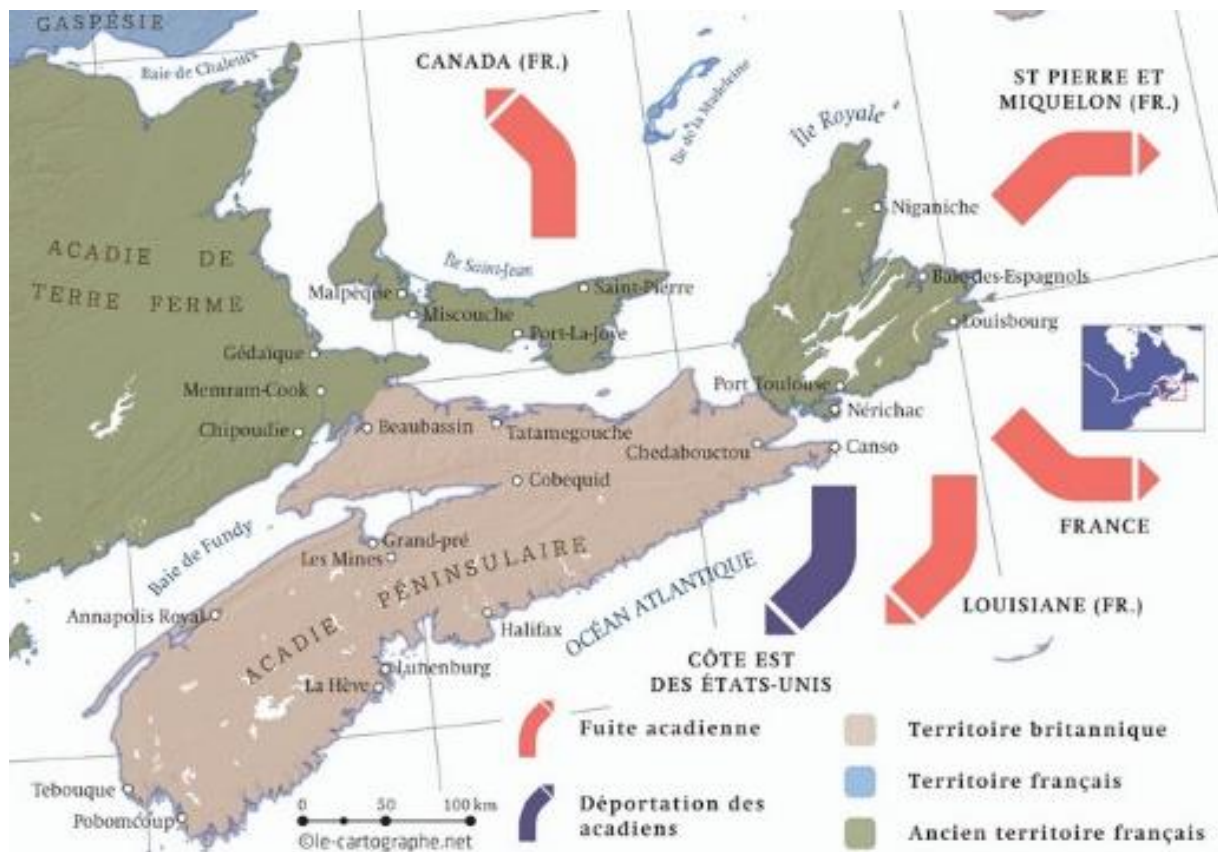 GASPÉSIE
Baie de Chaleurs
CANADA (FR.)
Île de la Madeleine
ST PIERRE ET
MIQUELON (FR.)
Île Royale
Niganiche
ACADIE DE
TERRE FERME
Île Saint-Jean
Malpèque
Saint-Pierre
Baie-des-Espagnols
Miscouche
Port-La-Joye
Louisbourg
Gédaïque
Memram-Cook
Port Toulouse
Nérichac
Chipoudie
Beaubassin
Tatamegouche
Chedabouctou
Canso
Cobequid
Baie de Fundy
Grand-pré
Les Mines
FRANCE
ACADIE PÉNINSULAIRE
OCÉAN ATLANTIQUE
Annapolis Royal
Halifax
LOUISIANE (FR.)
Lunenburg
La Hève
CÔTE EST
DES ÉTATS-UNIS
Fuite acadienne
Territoire britannique
Territoire français
Tebouque
Pobomcoup
0 50 100 km
©le-cartographe.net
Déportation des
acadiens
Ancien territoire français